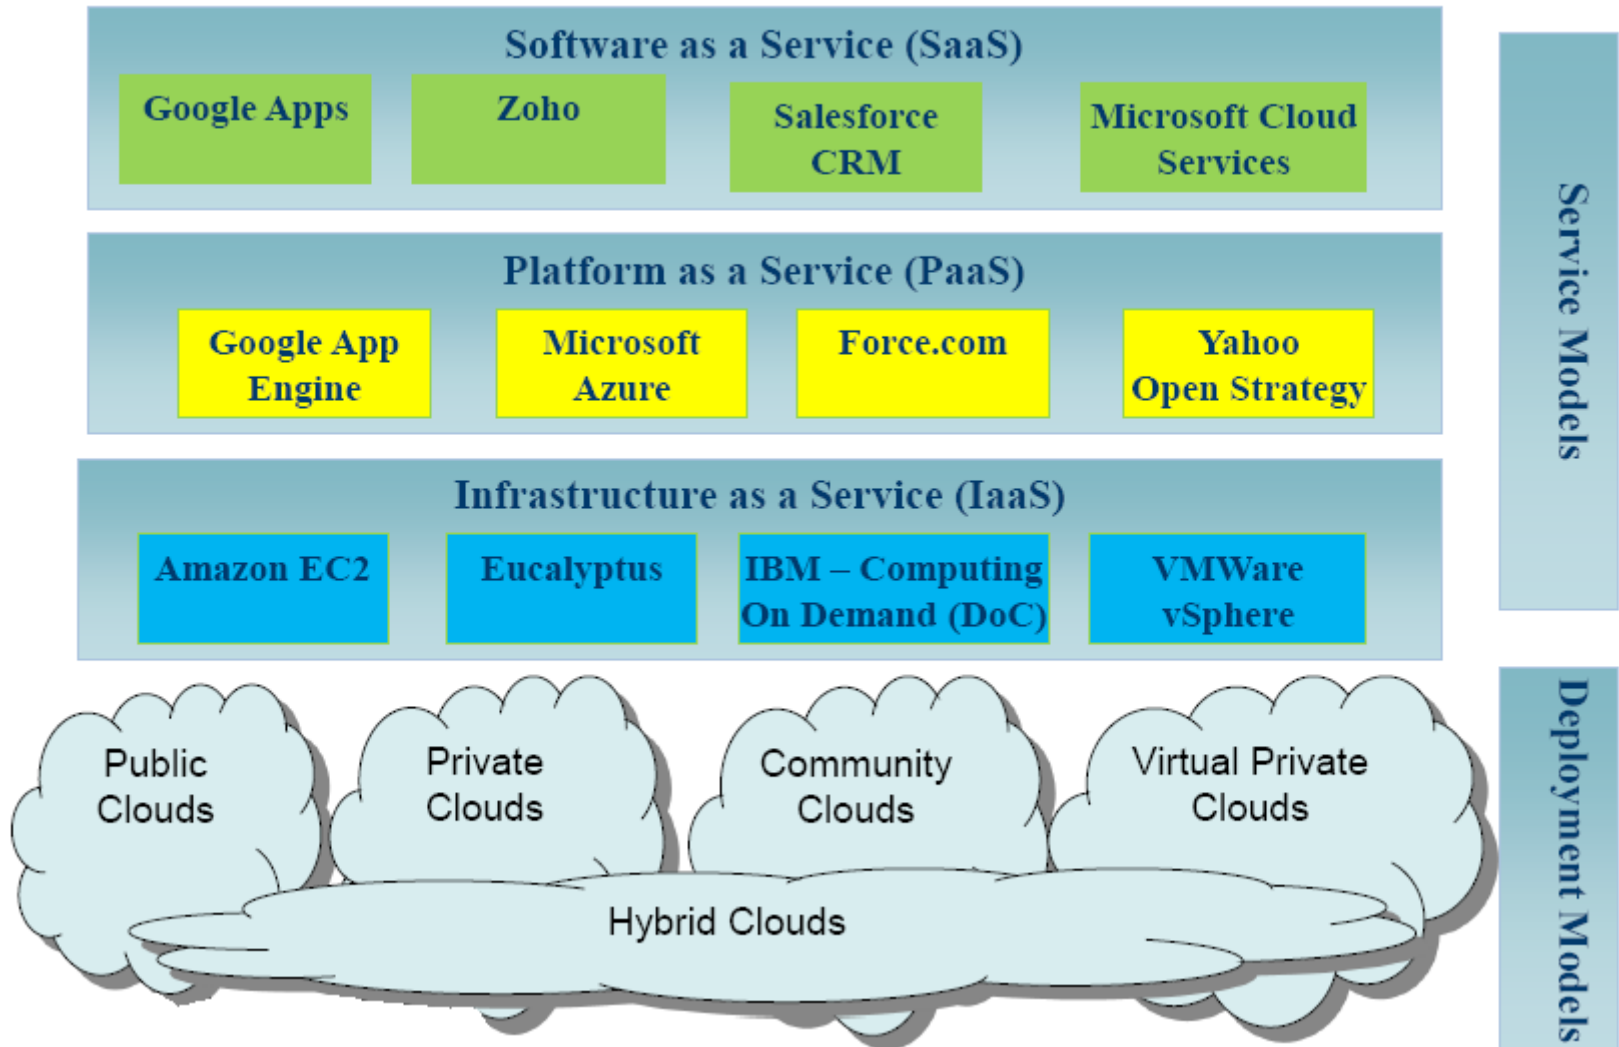 Software as a Service (SaaS)
Google Apps
Zoho
Salesforce
CRM
Microsoft Cloud
Services
Platform as a Service (PaaS)
Google App
Engine
Microsoft
Azure
Force.com
Yahoo
Open Strategy
Infrastructure as a Service (IaaS)
Amazon EC2
Eucalyptus
IBM – Computing
On Demand (DoC)
VMWare
vSphere
Service Models
Public
Clouds
Private
Clouds
Community
Clouds
Virtual Private
Clouds
Hybrid Clouds
Deployment Models